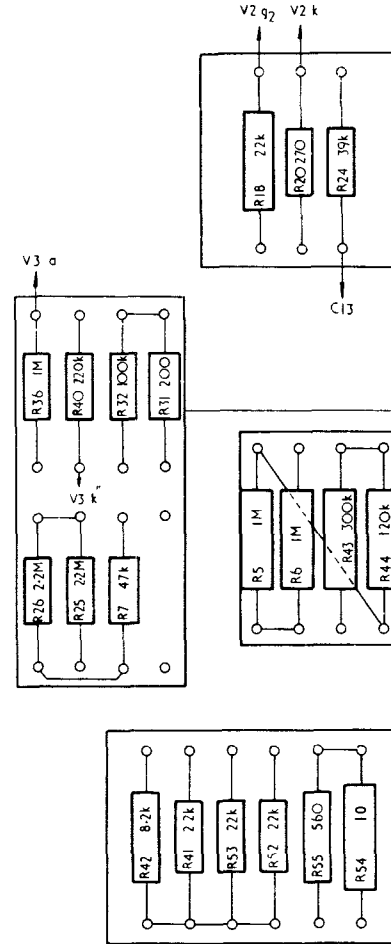 V2 g2
V2 k
R18 22k
R20 270
R24 39k
C13
V3 a
R36 1M
R40 220k
R32 100k
R31 200
V3 k"
R26 2·2M
R25 22M
R7 47k
R5 1M
R6 1M
R43 300k
R44 120k
R42 8·2k
R41 22k
R53 22k
R52 22k
R55 560
R54 10